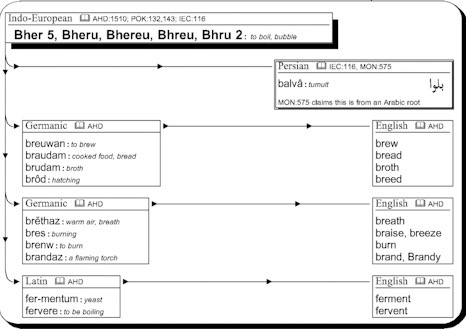 Indo-European AHD:1510; POK:132,143; IEC:116
Bher 5, Bheru, Bhereu, Bhreu, Bhru 2 : to boil, bubble
Persian IEC:116, MON:575
balvâ : tumult بلوا
MON:575 claims this is from an Arabic root
Germanic AHD
breuwan : to brew
braudam : cooked food, bread
brudam : broth
brôd : hatching
English AHD
brew
bread
broth
breed
Germanic AHD
brēthaz : warm air, breath
bres : burning
brenw : to burn
brandaz : a flaming torch
English AHD
breath
braise, breeze
burn
brand, Brandy
Latin AHD
fer-mentum : yeast
fervere : to be boiling
English AHD
ferment
fervent